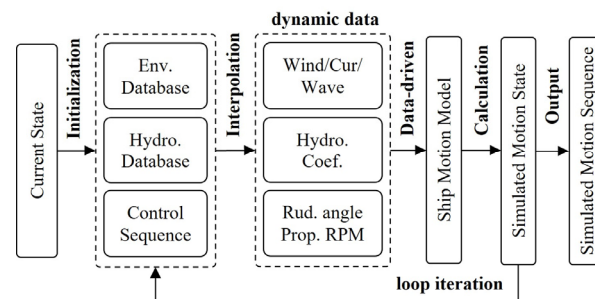 dynamic data
Current State
Initialization
Env.
Database
Hydro.
Database
Control
Sequence
Interpolation
Wind/Cur/
Wave
Hydro.
Coef.
Rud. angle
Prop. RPM
Data-driven
Ship Motion Model
Calculation
Simulated Motion State
Output
Simulated Motion Sequence
loop iteration